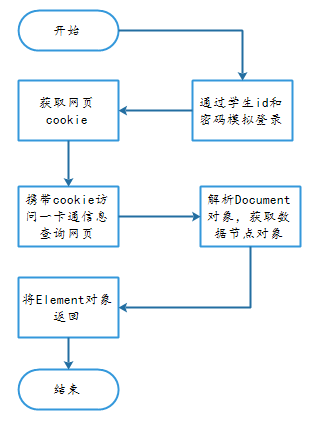 开始
通过学生id和
密码模拟登录
获取网页
cookie
携带cookie访
问一卡通信息
查询网页
解析Document
对象，获取数
据节点对象
将Element对象
返回
结束